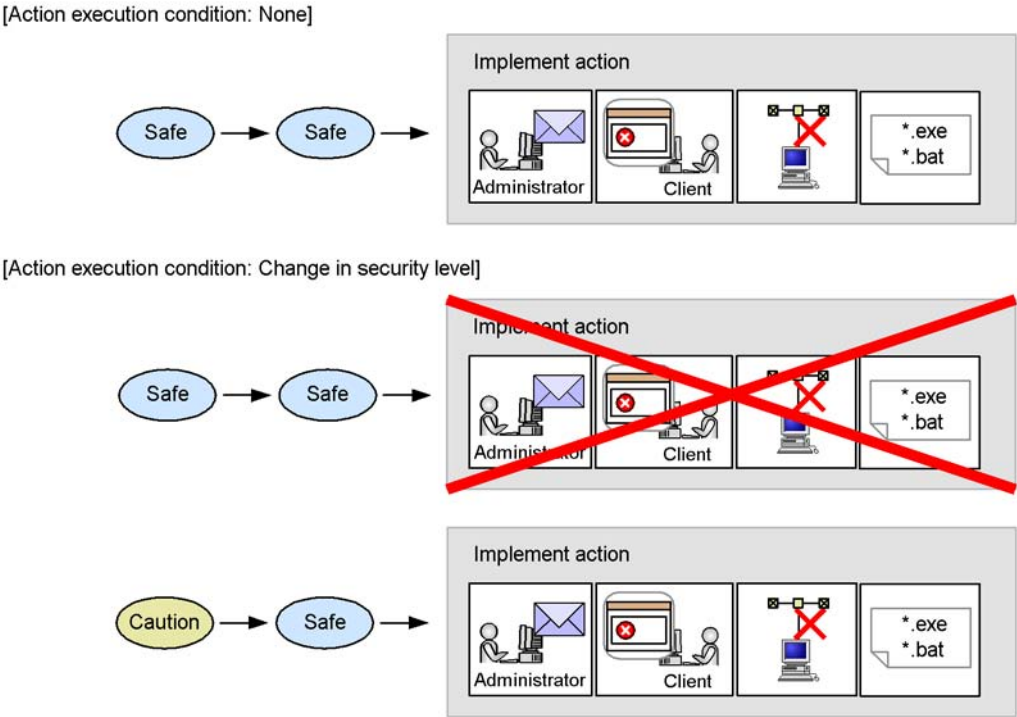 [Action execution condition: None]
Implement action
Safe
Safe
Administrator
Client
*.exe
*.bat
[Action execution condition: Change in security level]
Implement action
Safe
Safe
Administrator
Client
*.exe
*.bat
Implement action
Caution
Safe
Administrator
Client
*.exe
*.bat